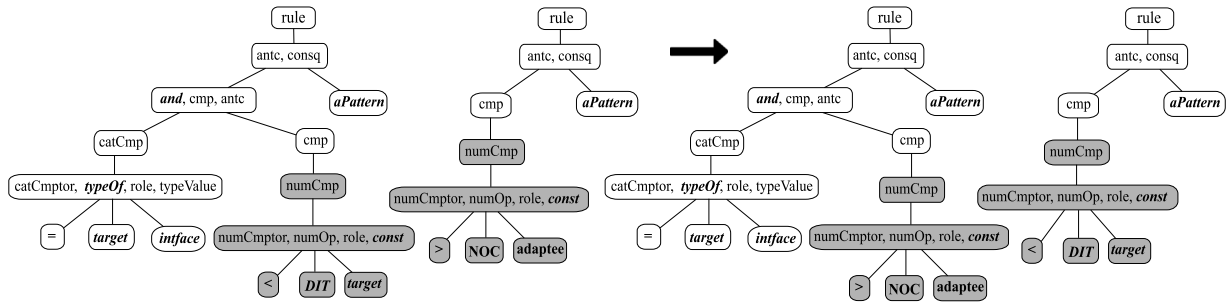 rule
antc, consq
and, cmp, antc
aPattern
catCmp
cmp
catCmptor, typeOf, role, typeValue
numCmp
=
target
intface
numCmptor, numOp, role, const
<
DIT
target
rule
antc, consq
cmp
aPattern
numCmp
numCmptor, numOp, role, const
>
NOC
adaptee
rule
antc, consq
and, cmp, antc
aPattern
catCmp
cmp
catCmptor, typeOf, role, typeValue
numCmp
=
target
intface
numCmptor, numOp, role, const
>
NOC
adaptee
rule
antc, consq
cmp
aPattern
numCmp
numCmptor, numOp, role, const
<
DIT
target